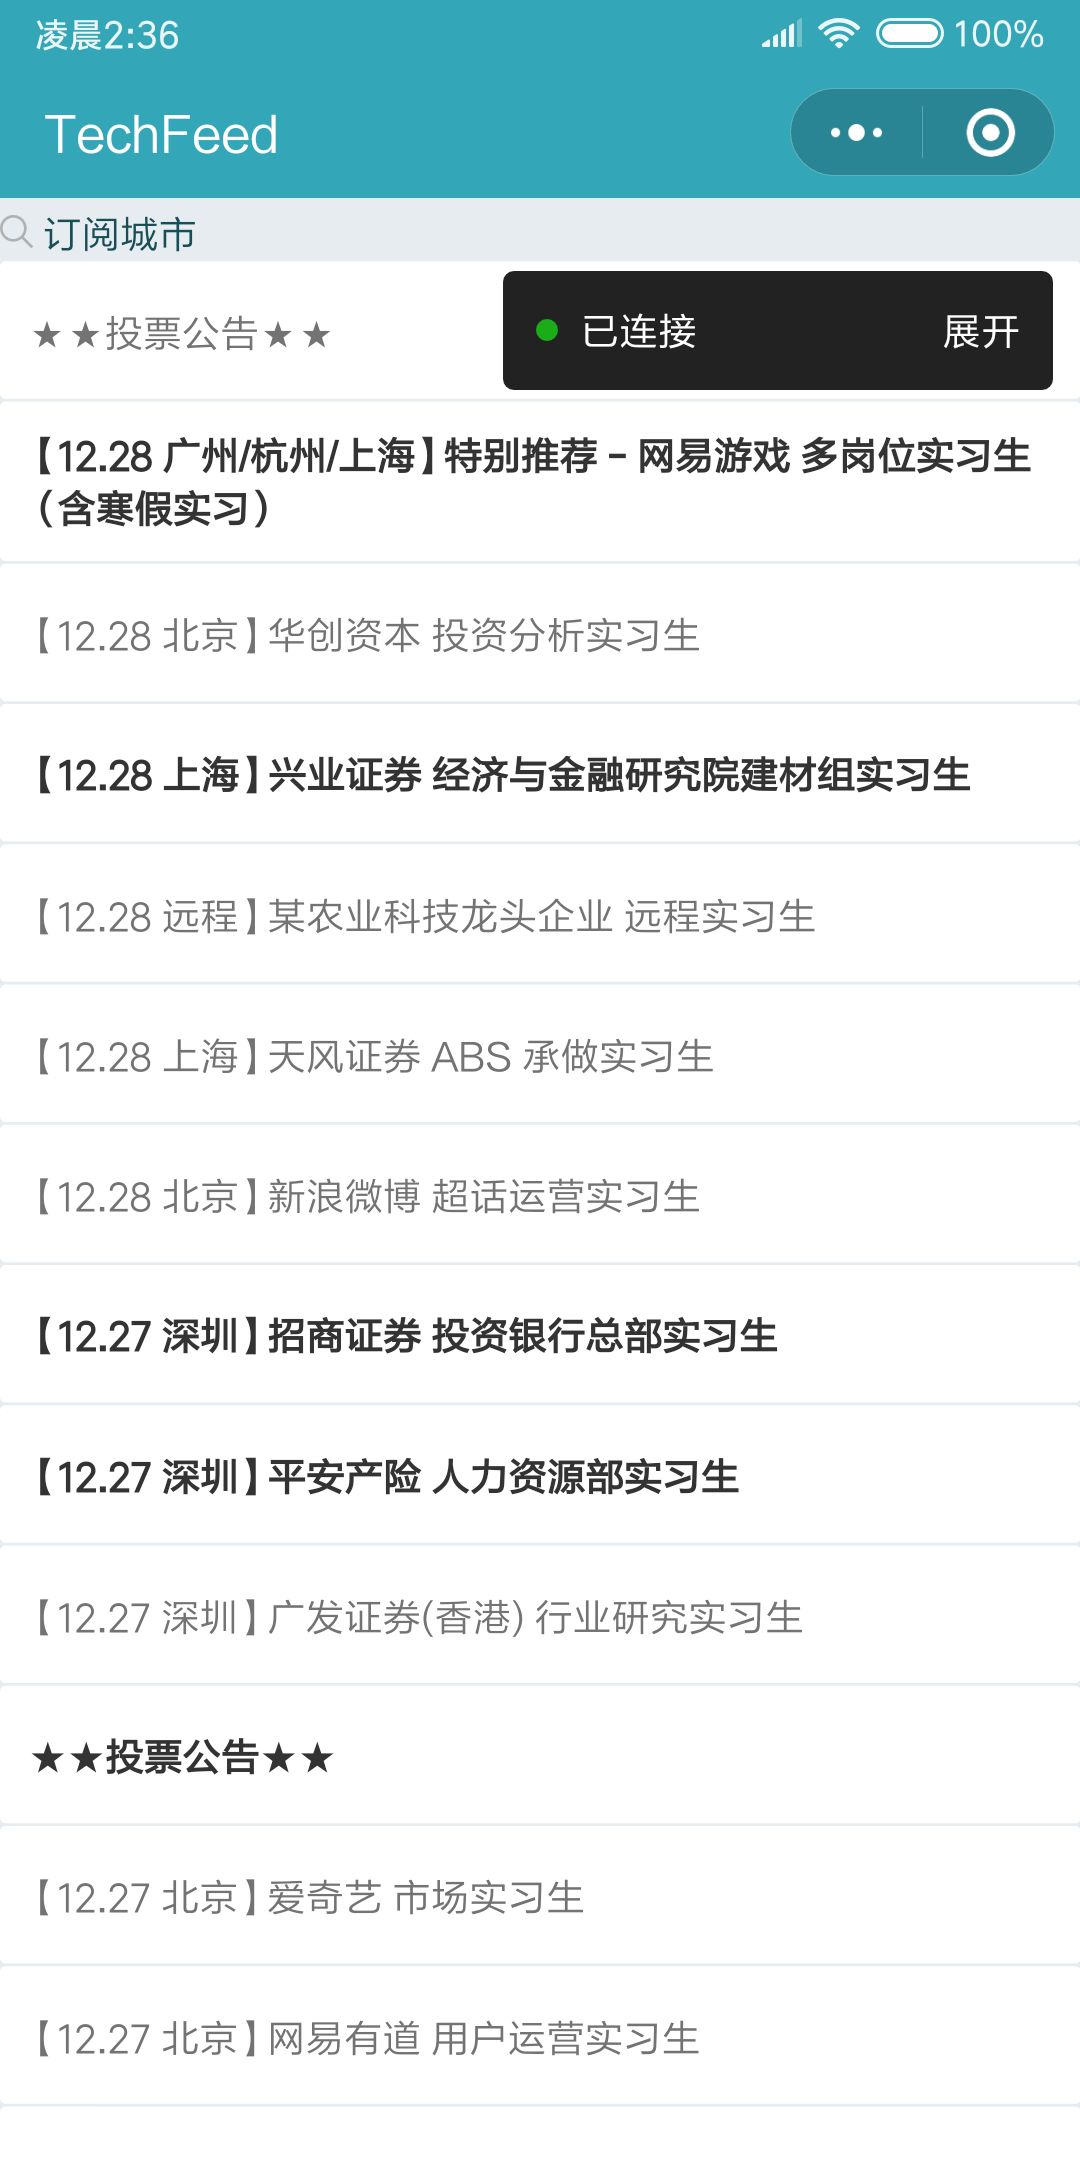 凌晨2:36
100%
TechFeed
订阅城市
★★投票公告★★
已连接 展开
【12.28 广州/杭州/上海】特别推荐 - 网易游戏 多岗位实习生
（含寒假实习）
【12.28 北京】华创资本 投资分析实习生
【12.28 上海】兴业证券 经济与金融研究院建材组实习生
【12.28 远程】某农业科技龙头企业 远程实习生
【12.28 上海】天风证券 ABS 承做实习生
【12.28 北京】新浪微博 超话运营实习生
【12.27 深圳】招商证券 投资银行总部实习生
【12.27 深圳】平安产险 人力资源部实习生
【12.27 深圳】广发证券(香港) 行业研究实习生
★★投票公告★★
【12.27 北京】爱奇艺 市场实习生
【12.27 北京】网易有道 用户运营实习生